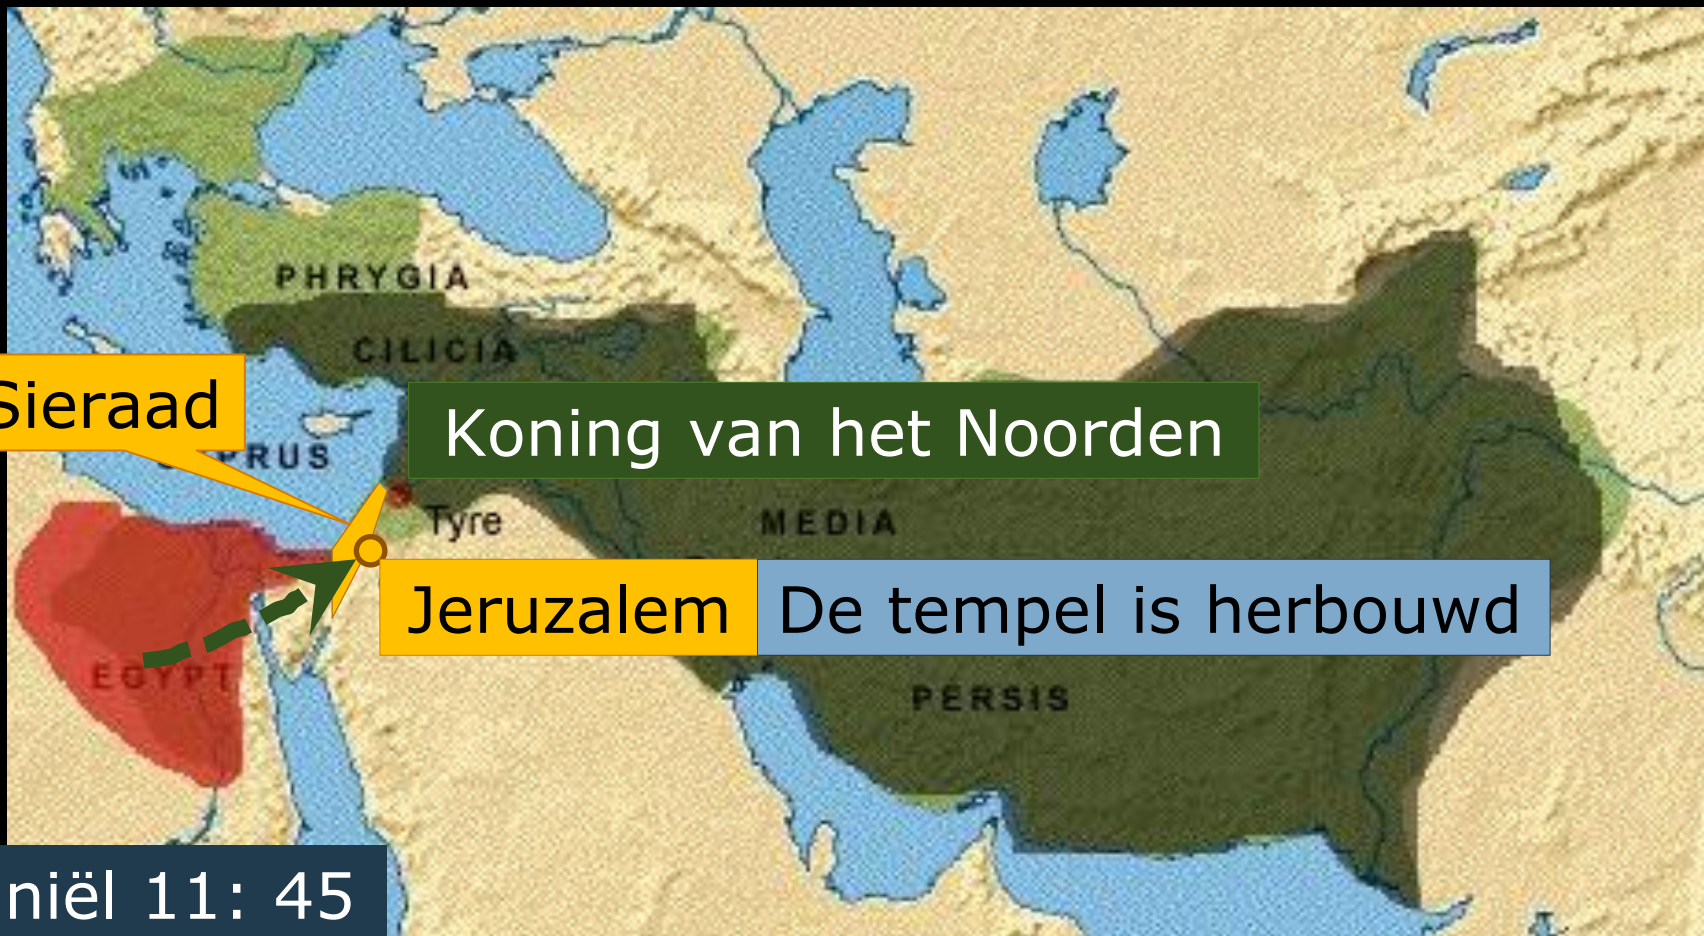 PHRYGIA
CILICIA
Sieraad
Koning van het Noorden
PRUS
Tyre
MEDIA
Jeruzalem
De tempel is herbouwd
EGYPT
PERSIS
niël 11: 45